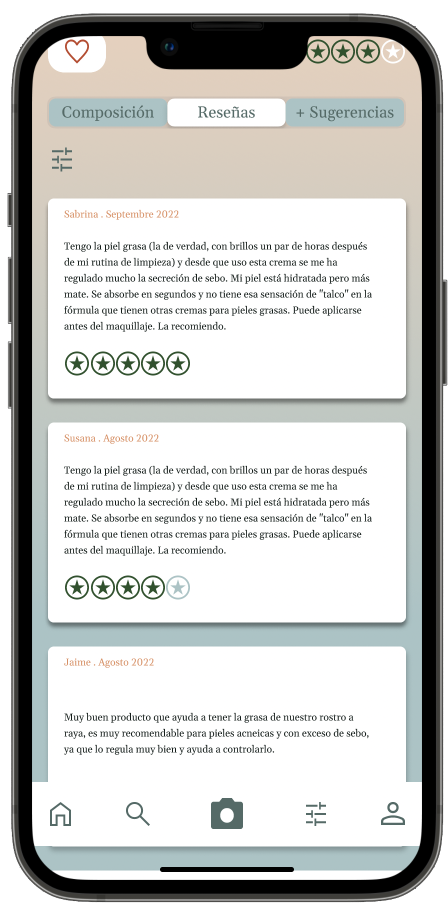 Composición
Reseñas
+ Sugerencias
Sabrina . Septiembre 2022
Tengo la piel grasa (la de verdad, con brillos un par de horas después
de mi rutina de limpieza) y desde que uso esta crema se me ha
regulado mucho la secreción de sebo. Mi piel está hidratada pero más
mate. Se absorbe en segundos y no tiene esa sensación de "talco" en la
fórmula que tienen otras cremas para pieles grasas. Puede aplicarse
antes del maquillaje. La recomiendo.
Susana . Agosto 2022
Tengo la piel grasa (la de verdad, con brillos un par de horas después
de mi rutina de limpieza) y desde que uso esta crema se me ha
regulado mucho la secreción de sebo. Mi piel está hidratada pero más
mate. Se absorbe en segundos y no tiene esa sensación de "talco" en la
fórmula que tienen otras cremas para pieles grasas. Puede aplicarse
antes del maquillaje. La recomiendo.
Jaime . Agosto 2022
Muy buen producto que ayuda a tener la grasa de nuestro rostro a
raya, es muy recomendable para pieles acneicas y con exceso de sebo,
ya que lo regula muy bien y ayuda a controlarlo.